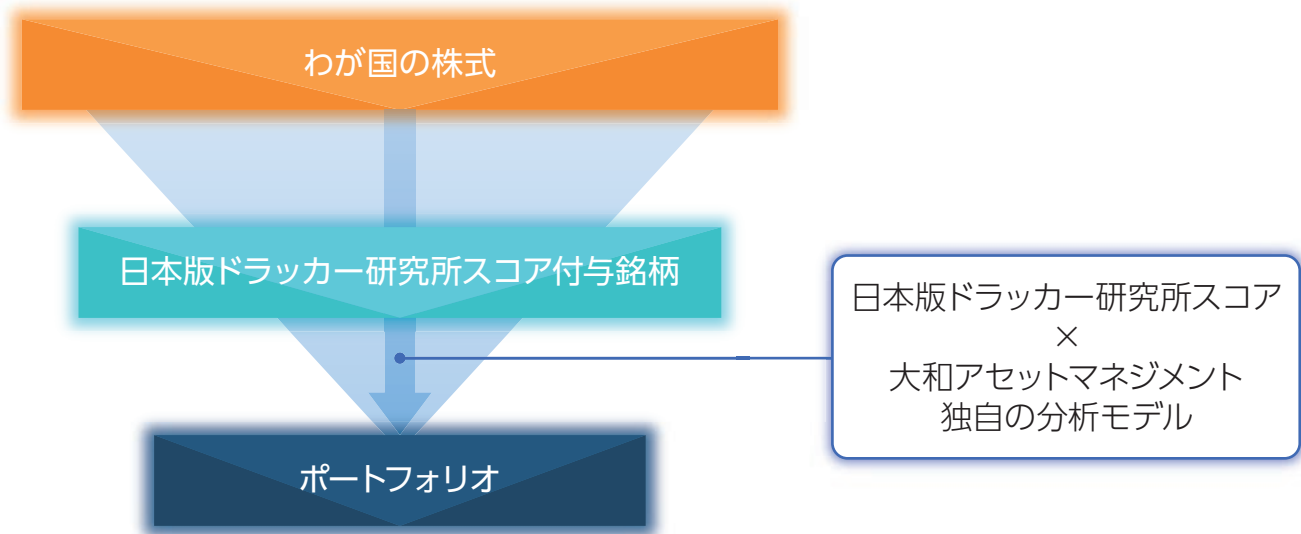 わが国の株式
日本版ドラッカー研究所スコア付与銘柄
日本版ドラッカー研究所スコア
×
大和アセットマネジメント
独自の分析モデル
ポートフォリオ